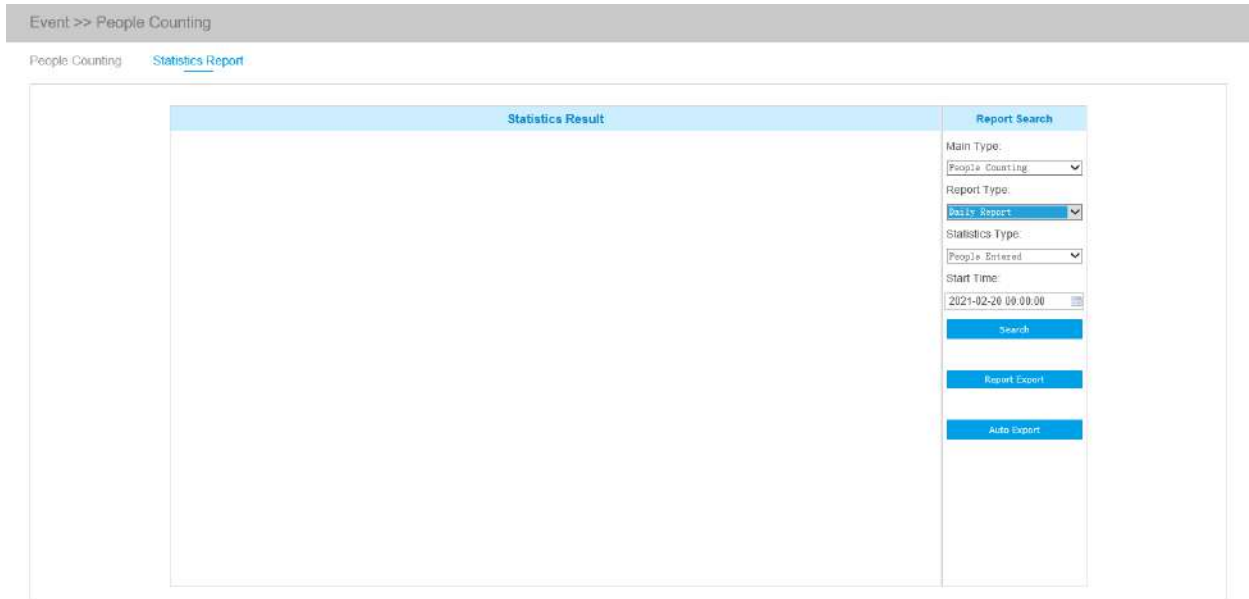 Event >> People Counting
People Counting Statistics Report
Statistics Result
Report Search
Main Type:
People Counting
Report Type:
Daily Report
Statistics Type:
People Entered
Start Time:
2021-02-20 00:00:00
Search
Report Export
Auto Export